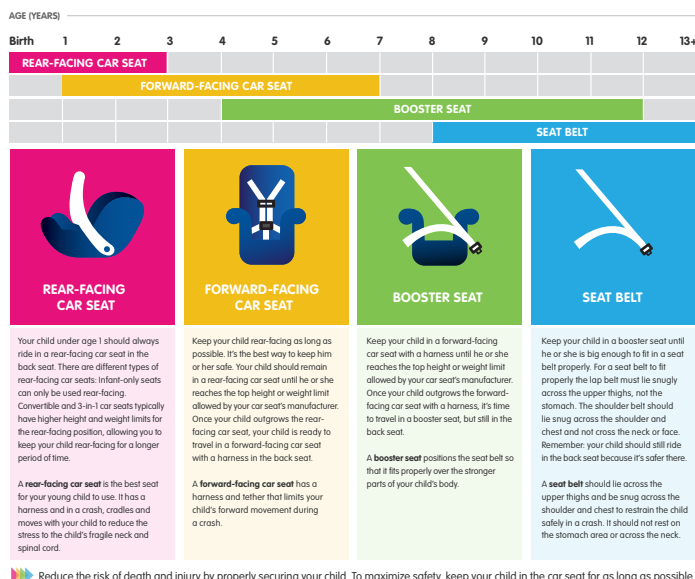 AGE (YEARS)
Birth 1 2 3 4 5 6 7 8 9 10 11 12 13+
REAR-FACING CAR SEAT
FORWARD-FACING CAR SEAT
BOOSTER SEAT
SEAT BELT
REAR-FACING
CAR SEAT
Your child under age 1 should always
ride in a rear-facing car seat in the
back seat. There are different types of
rear-facing car seats: Infant-only seats
can only be used rear-facing.
Convertible and 3-in-1 car seats typically
have higher height and weight limits for
the rear-facing position, allowing you to
keep your child rear-facing for a longer
period of time.
A rear-facing car seat is the best seat
for your young child to use. It has a
harness and in a crash, cradles and
moves with your child to reduce the
stress to the child's fragile neck and
spinal cord.
FORWARD-FACING
CAR SEAT
Keep your child rear-facing as long as
possible. It's the best way to keep him
or her safe. Your child should remain
in a rear-facing car seat until he or she
reaches the top height or weight limit
allowed by your car seat's manufacturer.
Once your child outgrows the rear-
facing car seat, your child is ready to
travel in a forward-facing car seat
with a harness in the back seat.
A forward-facing car seat has a
harness and tether that limits your
child's forward movement during
a crash.
BOOSTER SEAT
Keep your child in a forward-facing
car seat with a harness until he or she
reaches the top height or weight limit
allowed by your car seat's manufacturer.
Once your child outgrows the forward-
facing car seat with a harness, it's time
to travel in a booster seat, but still in the
back seat.
A booster seat positions the seat belt so
that it fits properly over the stronger
parts of your child's body.
SEAT BELT
Keep your child in a booster seat until
he or she is big enough to fit in a seat
belt properly. For a seat belt to fit
properly the lap belt must lie snugly
across the upper thighs, not the
stomach. The shoulder belt should
lie snug across the shoulder and
chest and not cross the neck or face.
Remember: your child should still ride
in the back seat because it's safer there.
A seat belt should lie across the
upper thighs and be snug across the
shoulder and chest to restrain the child
safely in a crash. It should not rest on
the stomach area or across the neck.
Reduce the risk of death and injury by properly securing your child. To maximize safety, keep your child in the car seat for as long as possible